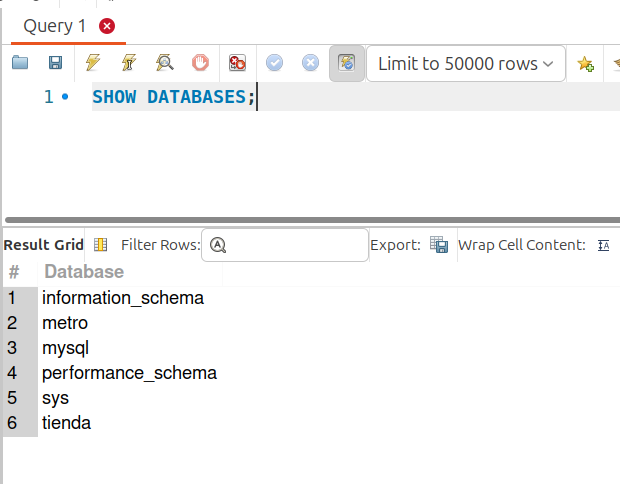 Query 1
Limit to 50000 rows
1 SHOW DATABASES;
Result Grid Filter Rows: Export: Wrap Cell Content:
# Database
1 information_schema
2 metro
3 mysql
4 performance_schema
5 sys
6 tienda